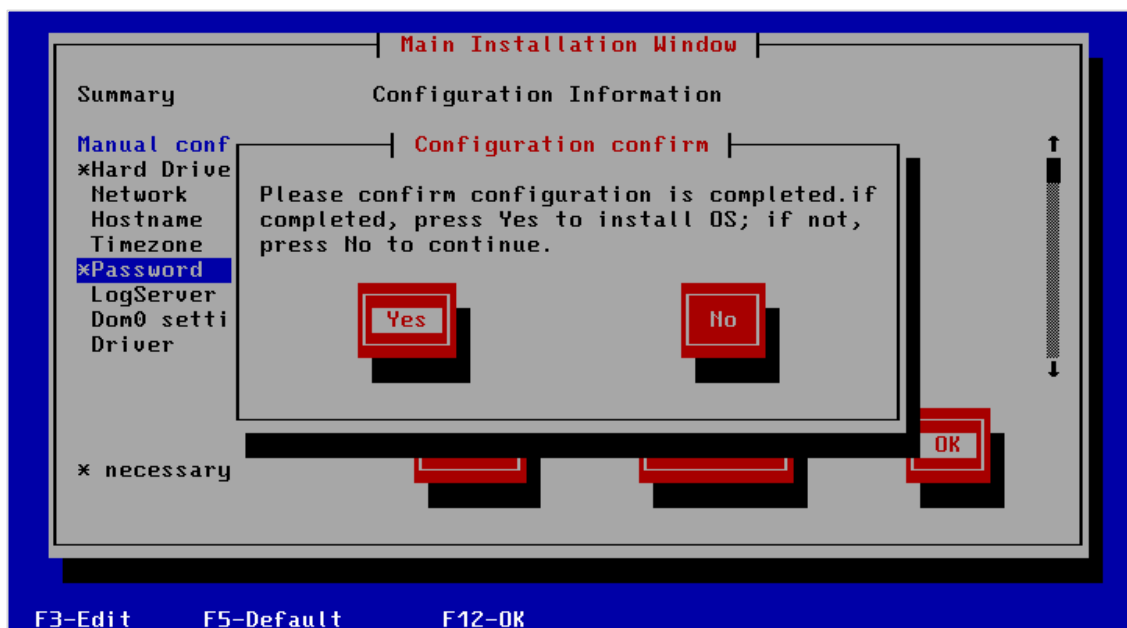 Main Installation Window
Summary Configuration Information
Manual conf
Configuration confirm
*Hard Drive
Network
Hostname
Timezone
*Password
LogServer
Dom0 setti
Driver
Please confirm configuration is completed.if
completed, press Yes to install OS; if not,
press No to continue.
Yes No
OK
* necessary
F3-Edit F5-Default F12-OK